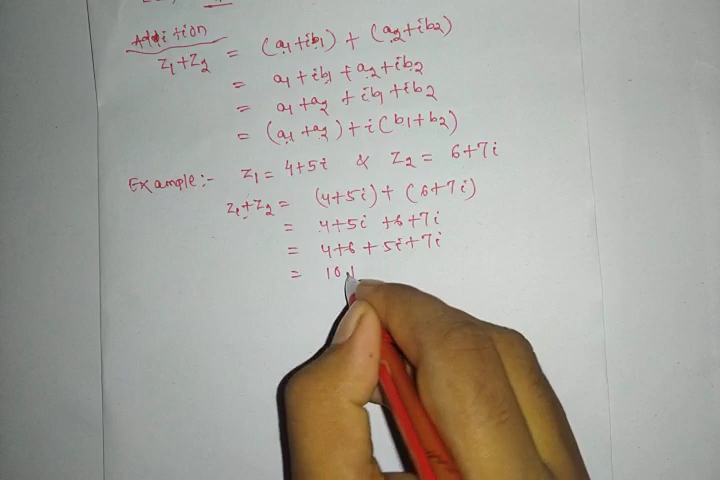 Addition
z₁+z₂ = (a₁+ib₁) + (a₂+ib₂)
= a₁+ib₁+a₂+ib₂
= a₁+a₂+ib₁+ib₂
= (a₁+a₂)+i(b₁+b₂)
Example:- z₁=4+5i & z₂= 6+7i
z₁+z₂= (4+5i)+(6+7i)
= 4+5i +6+7i
= 4+6+5i+7i
= 10